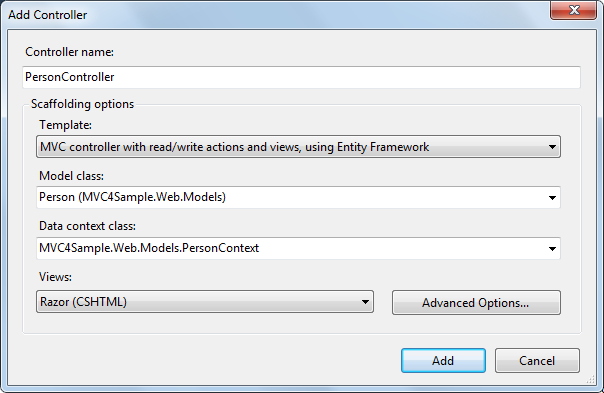 Add Controller
Controller name:
PersonController
Scaffolding options
Template:
MVC controller with read/write actions and views, using Entity Framework
Model class:
Person (MVC4Sample.Web.Models)
Data context class:
MVC4Sample.Web.Models.PersonContext
Views:
Razor (CSHTML)
Advanced Options...
Add
Cancel